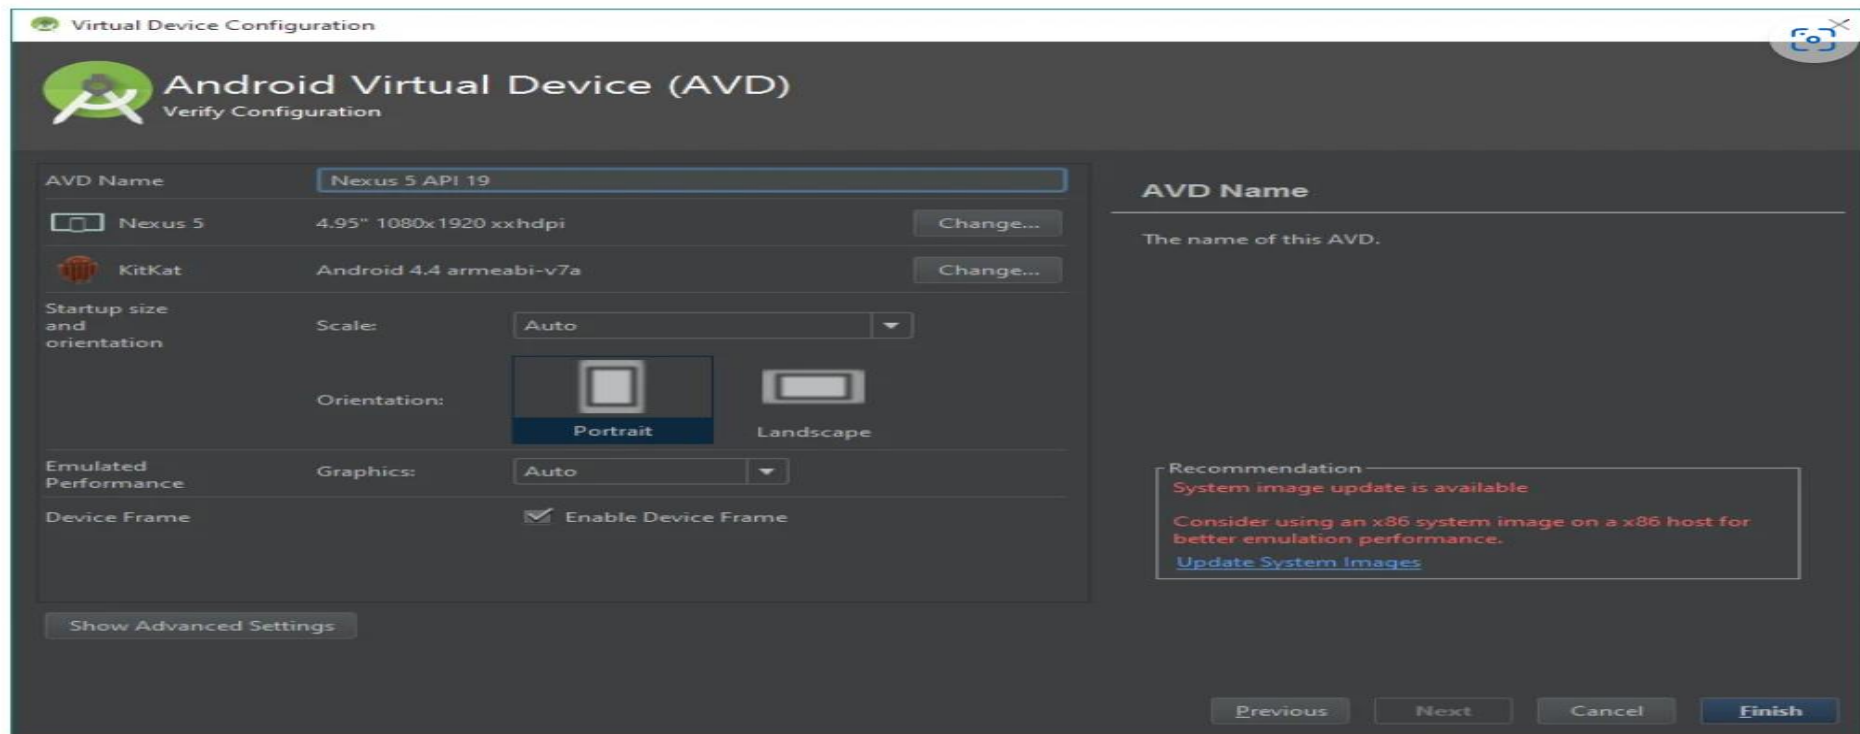 Virtual Device Configuration
Android Virtual Device (AVD)
Verify Configuration
AVD Name
Nexus 5 API 19
Nexus 5
4.95" 1080x1920 xxhdpi
Change...
KitKat
Android 4.4 armeabi-v7a
Change...
Startup size
and
orientation
Scale:
Auto
Orientation:
Portrait
Landscape
Emulated
Performance
Graphics:
Auto
Device Frame
Enable Device Frame
Show Advanced Settings
AVD Name
The name of this AVD.
Recommendation
System image update is available
Consider using an x86 system image on a x86 host for
better emulation performance.
Update System Images
Previous
Next
Cancel
Finish